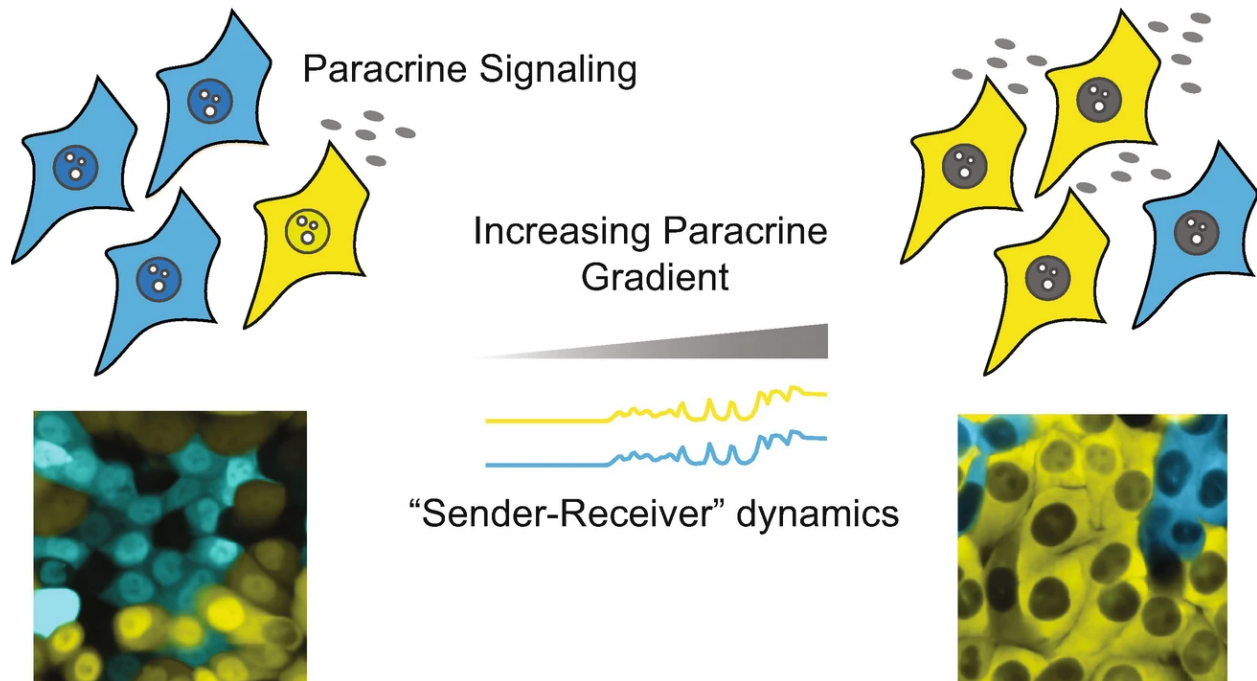 Paracrine Signaling
Increasing Paracrine
Gradient
“Sender-Receiver” dynamics